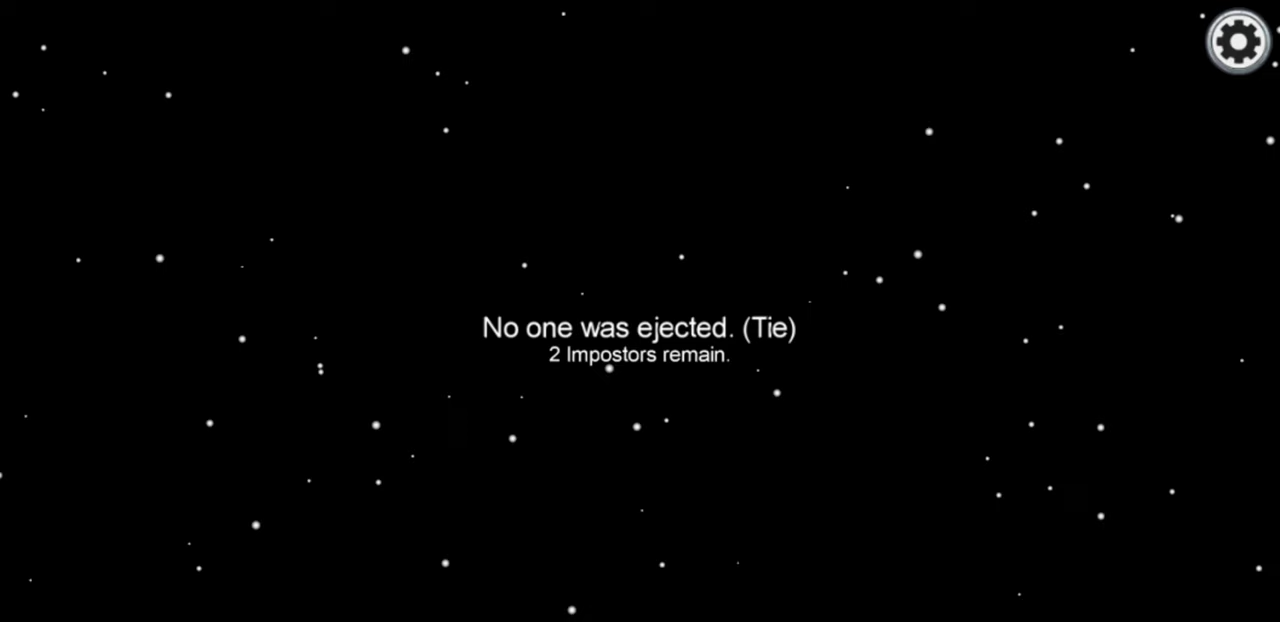 No one was ejected. (Tie)
2 Impostors remain.